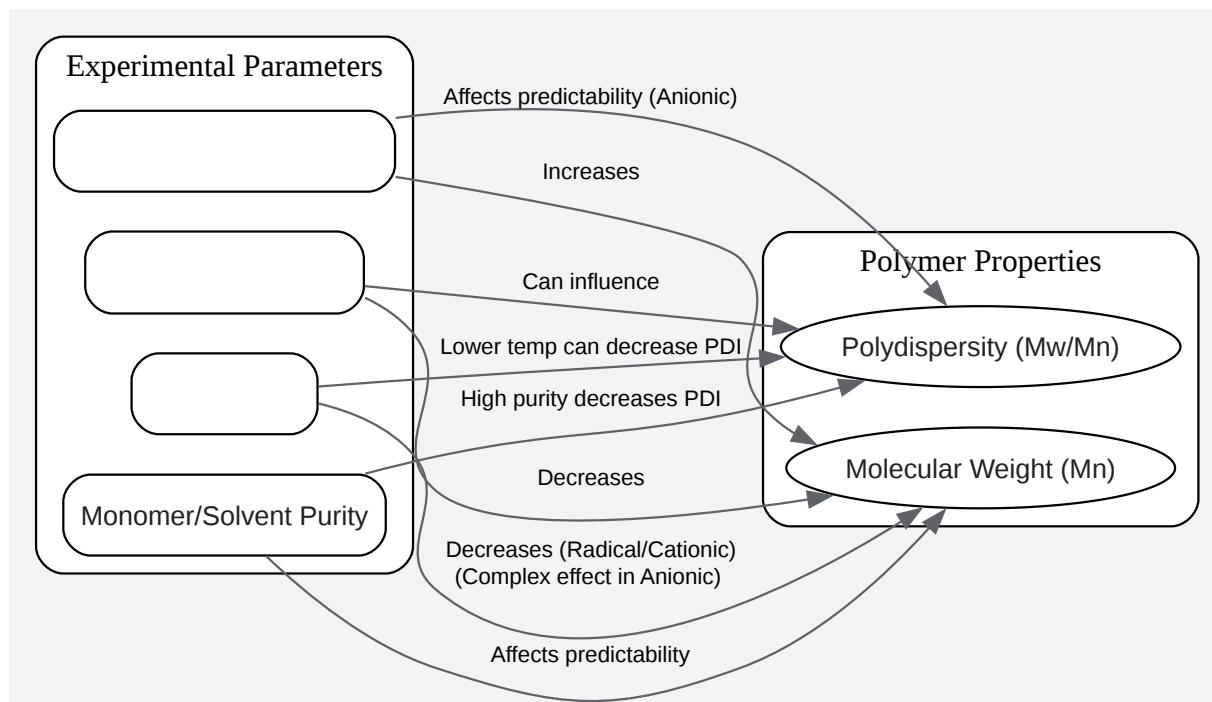 Experimental Parameters
Affects predictability (Anionic)
Increases
Polymer Properties
Can influence
Lower temp can decrease PDI
Polydispersity (Mw/Mn)
High purity decreases PDI
Molecular Weight (Mn)
Decreases
Monomer/Solvent Purity
Decreases (Radical/Cationic)
(Complex effect in Anionic)
Affects predictability